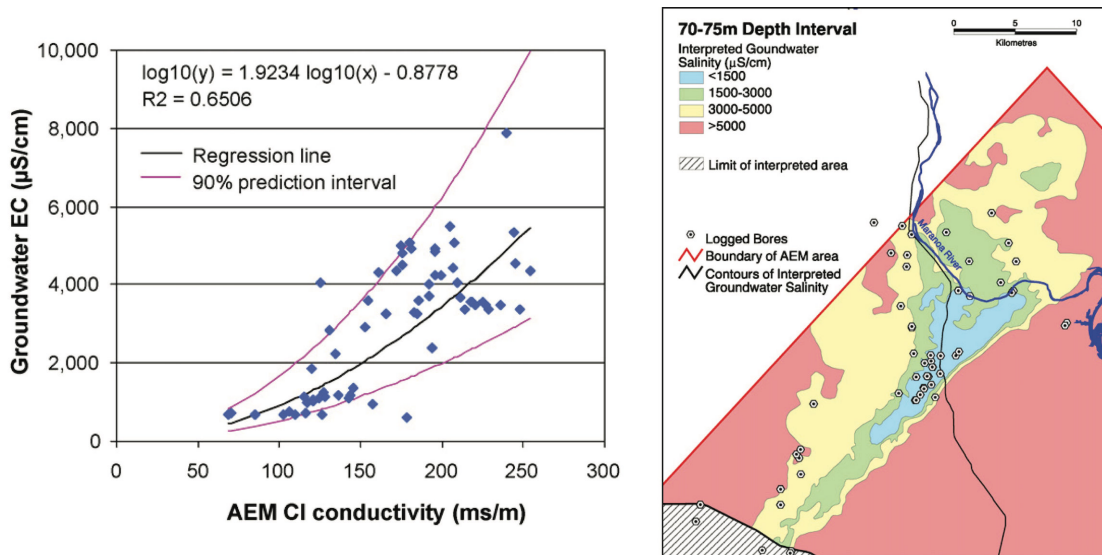 10,000
8,000
6,000
4,000
2,000
0
Groundwater EC (µS/cm)
log10(y) = 1.9234 log10(x) - 0.8778
R2 = 0.6506
Regression line
90% prediction interval
0 50 100 150 200 250 300
AEM CI conductivity (ms/m)
70-75m Depth Interval
Interpreted Goundwater
Salinity (µS/cm)
<1500
1500-3000
3000-5000
>5000
Limit of interpreted area
Logged Bores
Boundary of AEM area
Contours of Interpreted
Groundwater Salinity
0 5 10
Kilometres
Maranoa River